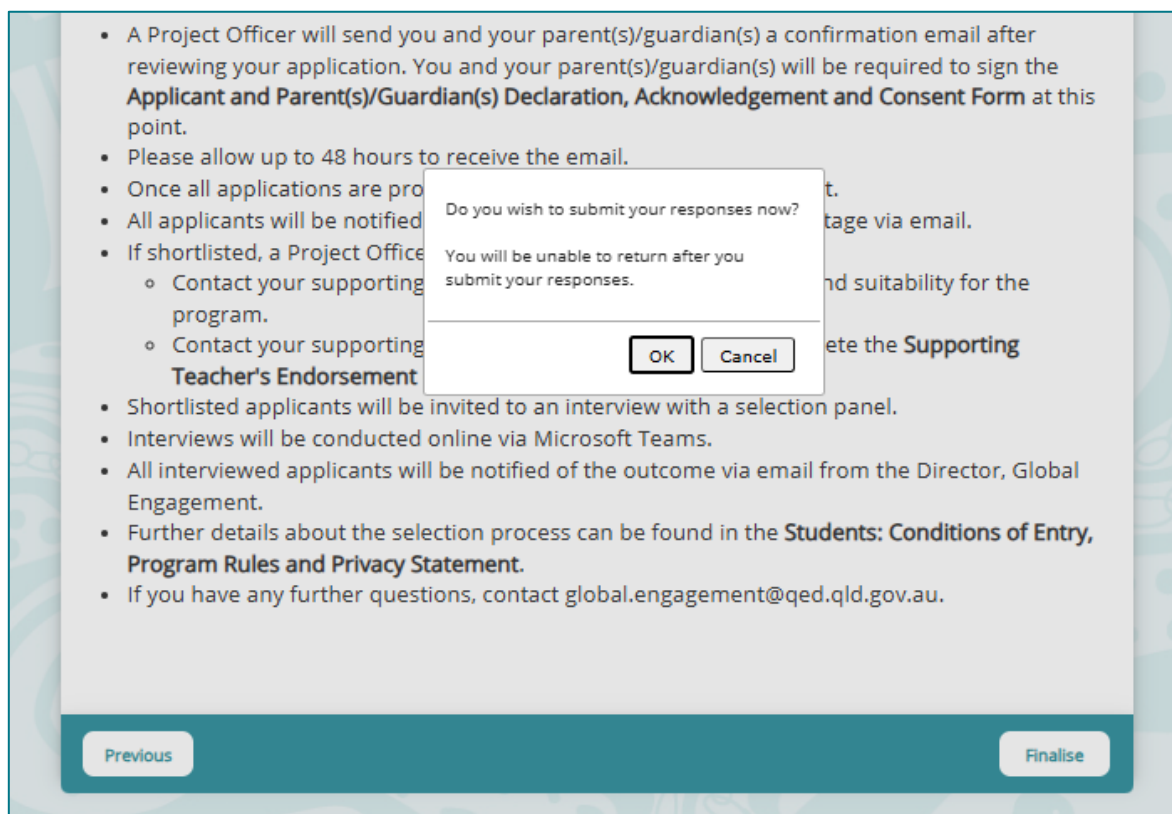 • A Project Officer will send you and your parent(s)/guardian(s) a confirmation email after
reviewing your application. You and your parent(s)/guardian(s) will be required to sign the
Applicant and Parent(s)/Guardian(s) Declaration, Acknowledgement and Consent Form at this
point.
• Please allow up to 48 hours to receive the email.
• Once all applications are pro
t.
• All applicants will be notified
tage via email.
• If shortlisted, a Project Office
◦ Contact your supporting
nd suitability for the
program.
◦ Contact your supporting
ete the Supporting
Teacher's Endorsement
Do you wish to submit your responses now?
You will be unable to return after you
submit your responses.
OK
Cancel
• Shortlisted applicants will be invited to an interview with a selection panel.
• Interviews will be conducted online via Microsoft Teams.
• All interviewed applicants will be notified of the outcome via email from the Director, Global
Engagement.
• Further details about the selection process can be found in the Students: Conditions of Entry,
Program Rules and Privacy Statement.
• If you have any further questions, contact global.engagement@qed.qld.gov.au.
Previous
Finalise